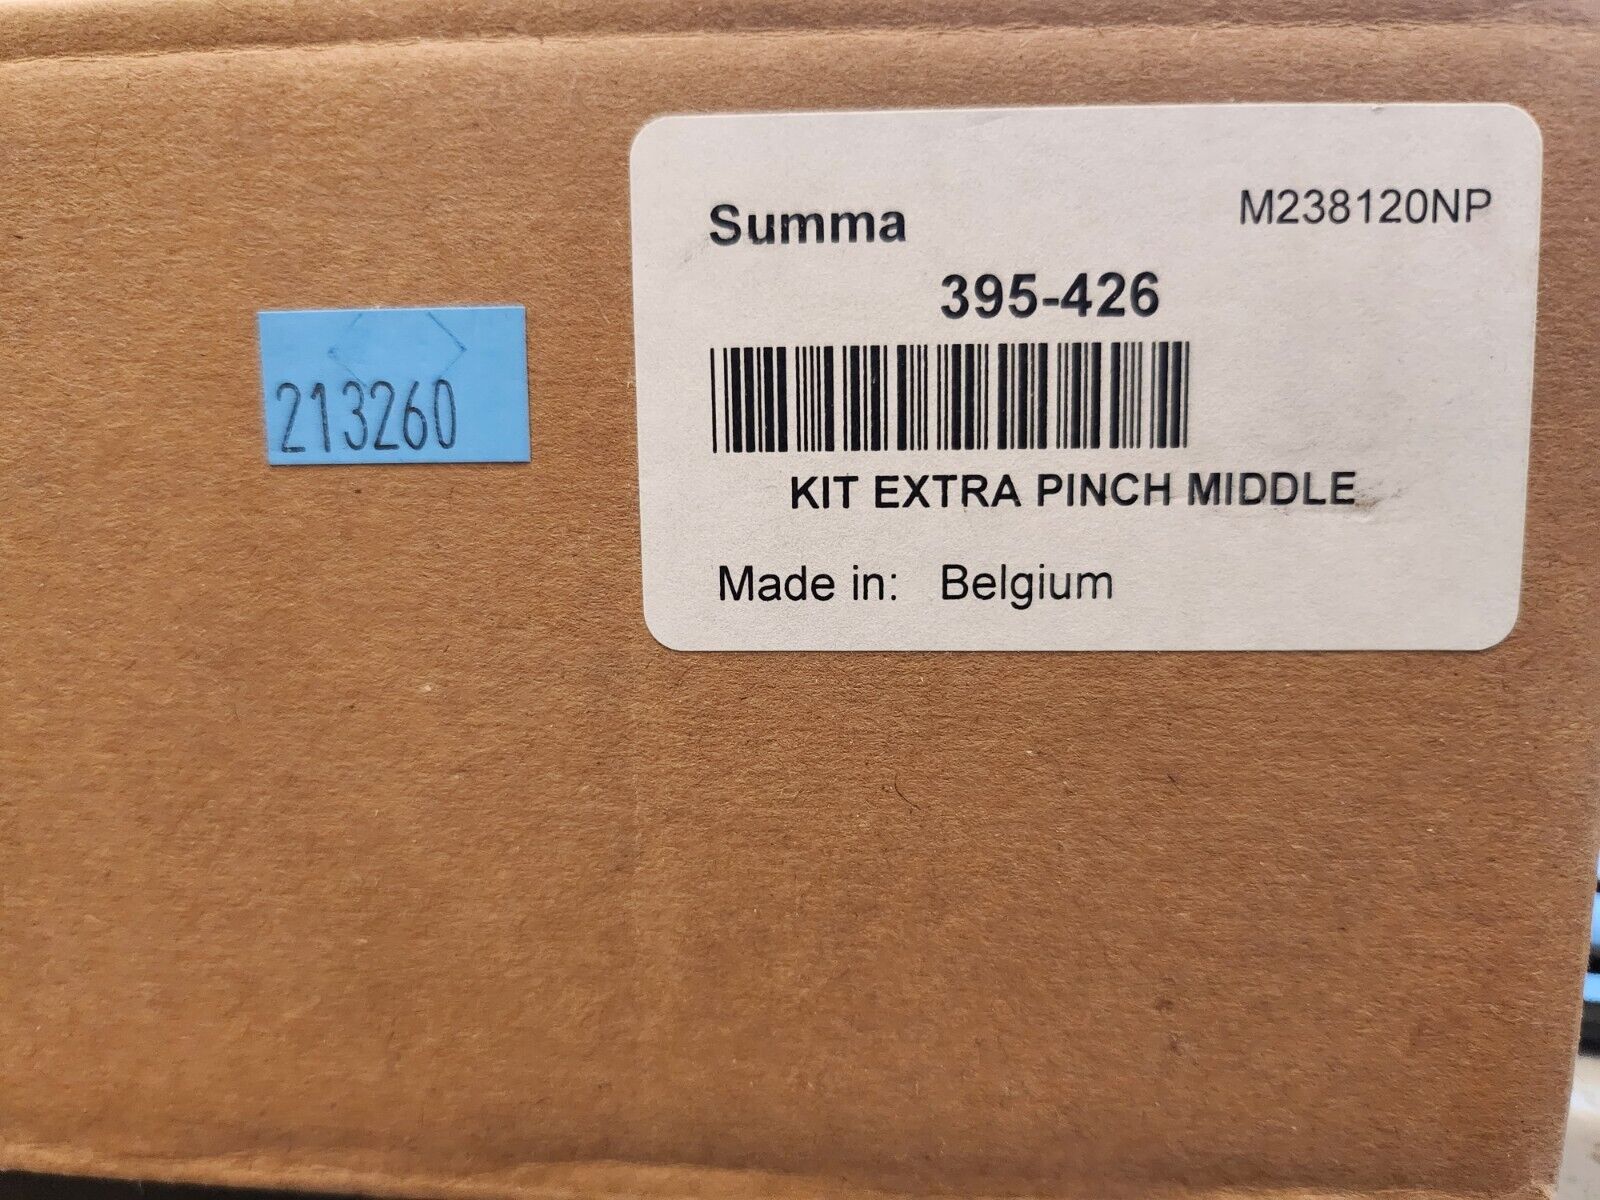 Summa M238120NP
395-426
213260
KIT EXTRA PINCH MIDDLE
Made in: Belgium